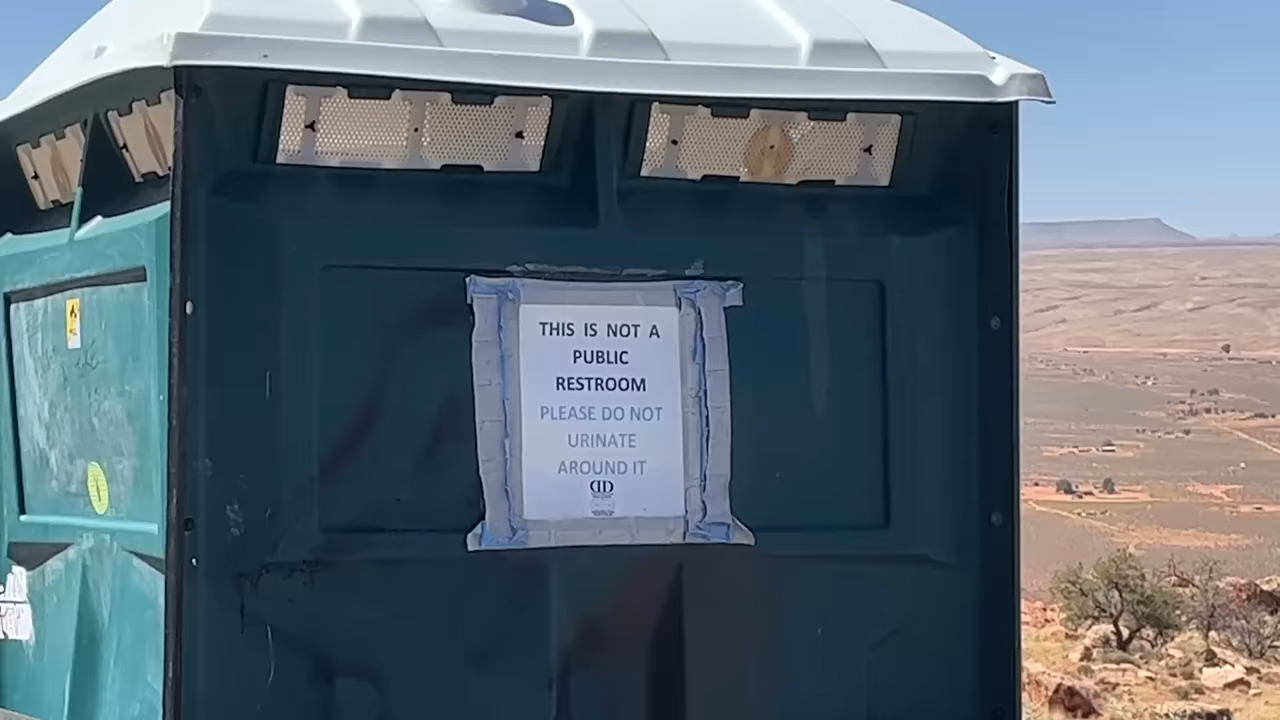 THIS IS NOT A
PUBLIC
RESTROOM
PLEASE DO NOT
URINATE
AROUND IT